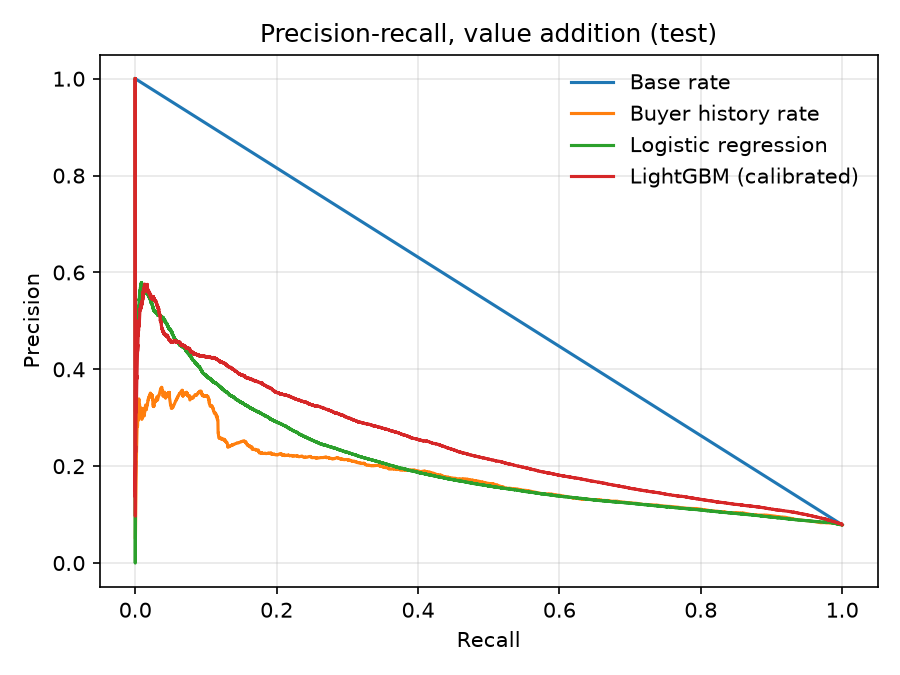 Precision-recall, value addition (test)
Base rate
Buyer history rate
Logistic regression
LightGBM (calibrated)
Precision
1.0
0.8
0.6
0.4
0.2
0.0
0.0 0.2 0.4 0.6 0.8 1.0
Recall